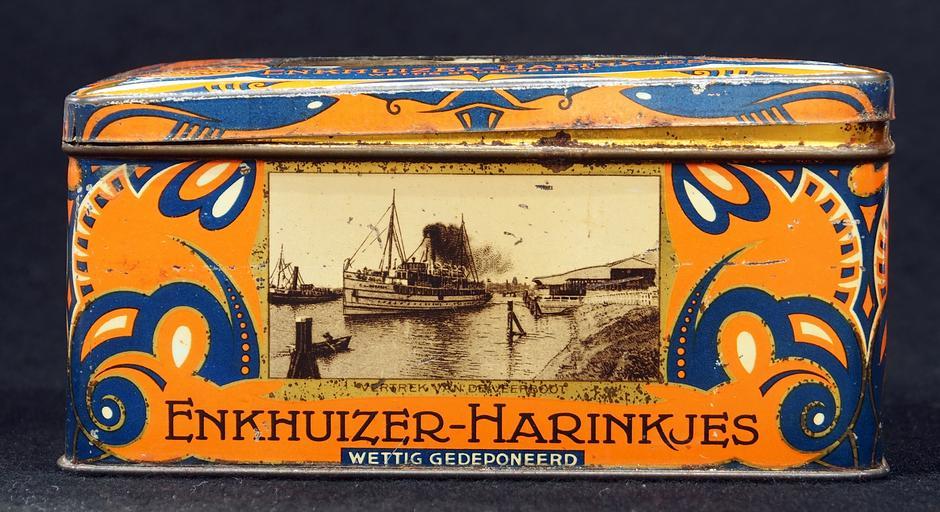 ENKHUIZER-HARINKJES
VERTREK VAN DE VEERBOOT
ENKHUIZER-HARINKJES
WETTIG GEDEPONEERD